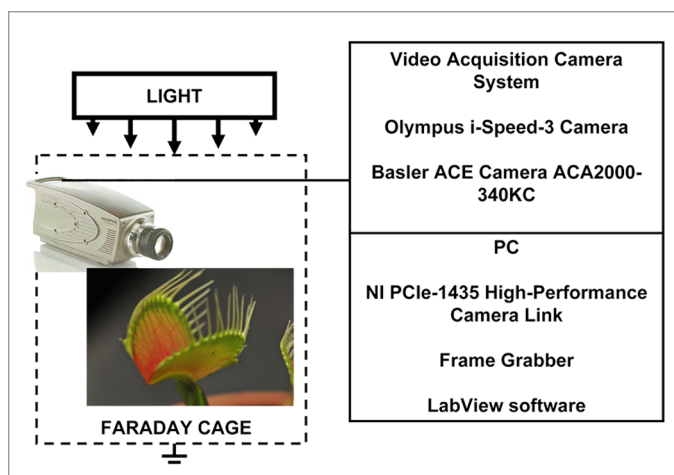 LIGHT
FARADAY CAGE
Video Acquisition Camera
System
Olympus i-Speed-3 Camera
Basler ACE Camera ACA2000-
340KC
PC
NI PCIe-1435 High-Performance
Camera Link
Frame Grabber
LabView software